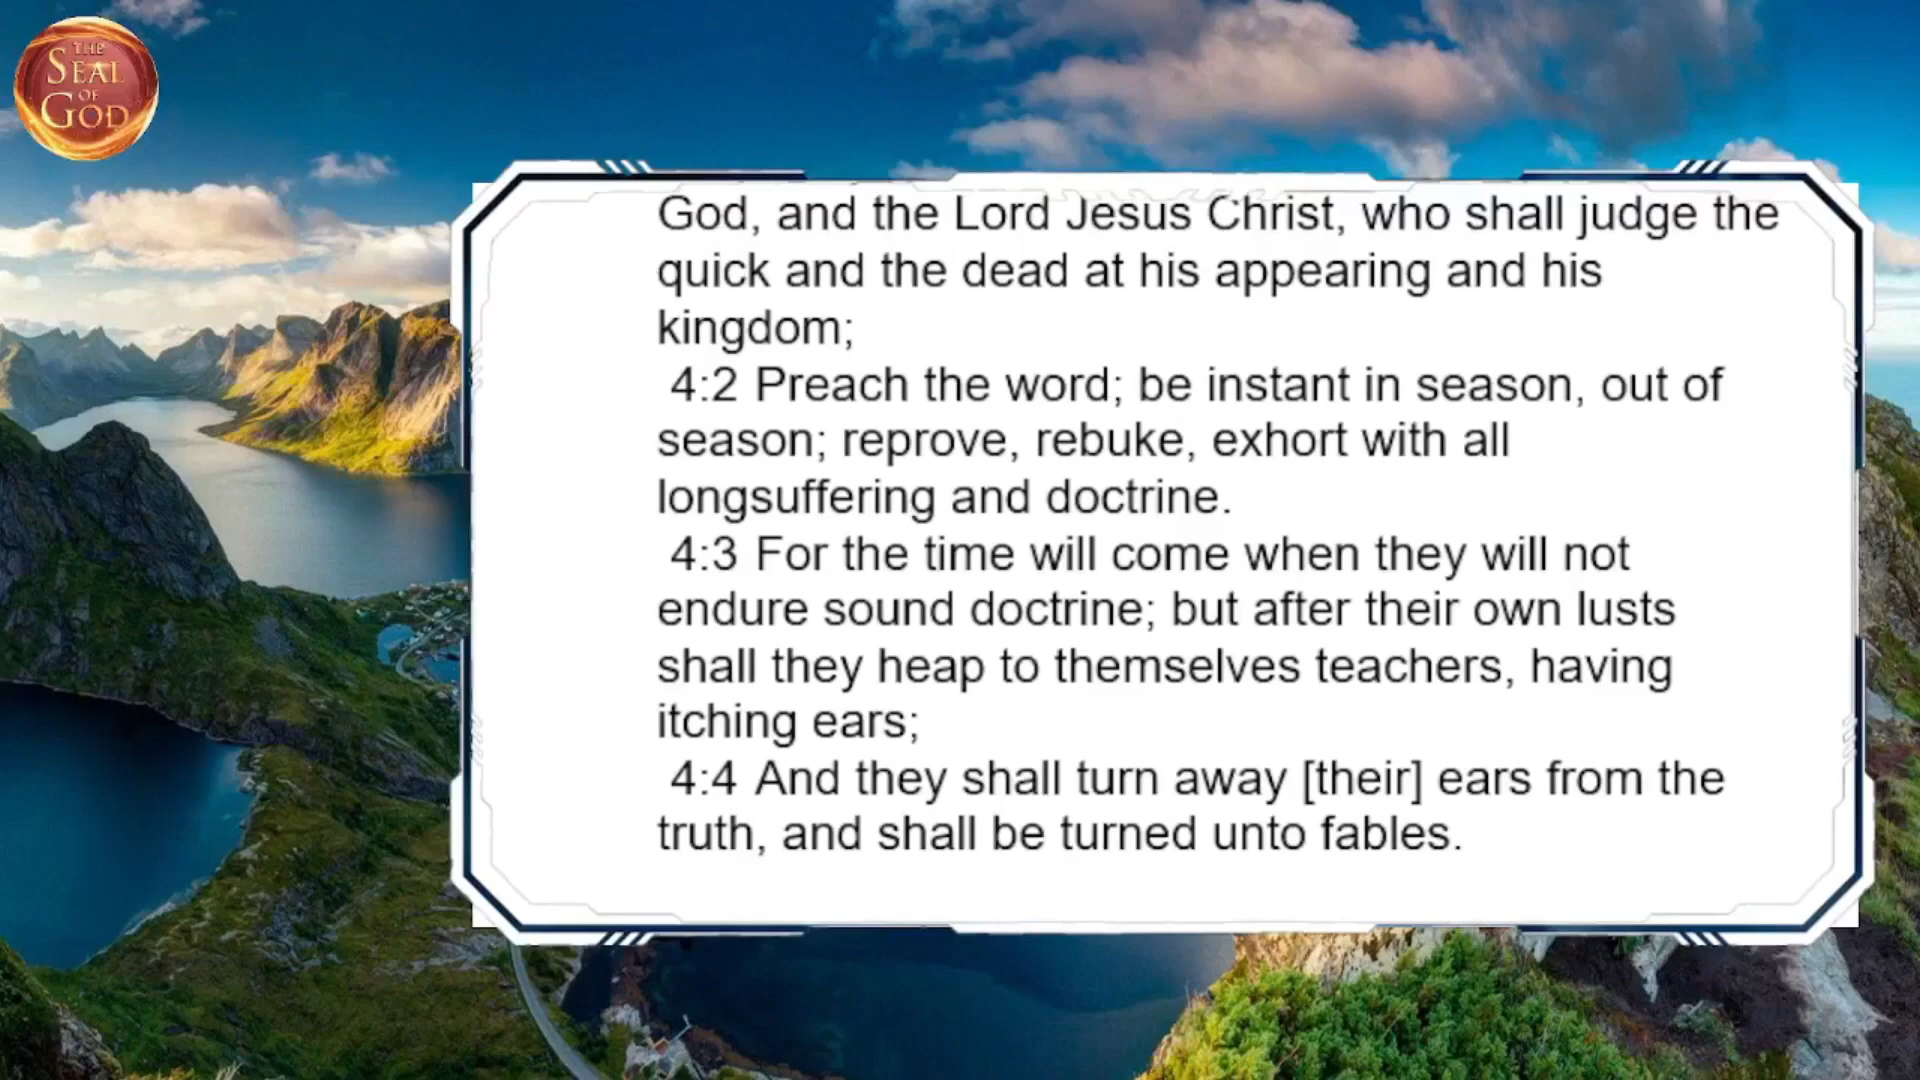 THE
SEAL
OF
GOD
God, and the Lord Jesus Christ, who shall judge the
quick and the dead at his appearing and his
kingdom;
4:2 Preach the word; be instant in season, out of
season; reprove, rebuke, exhort with all
longsuffering and doctrine.
4:3 For the time will come when they will not
endure sound doctrine; but after their own lusts
shall they heap to themselves teachers, having
itching ears;
4:4 And they shall turn away [their] ears from the
truth, and shall be turned unto fables.